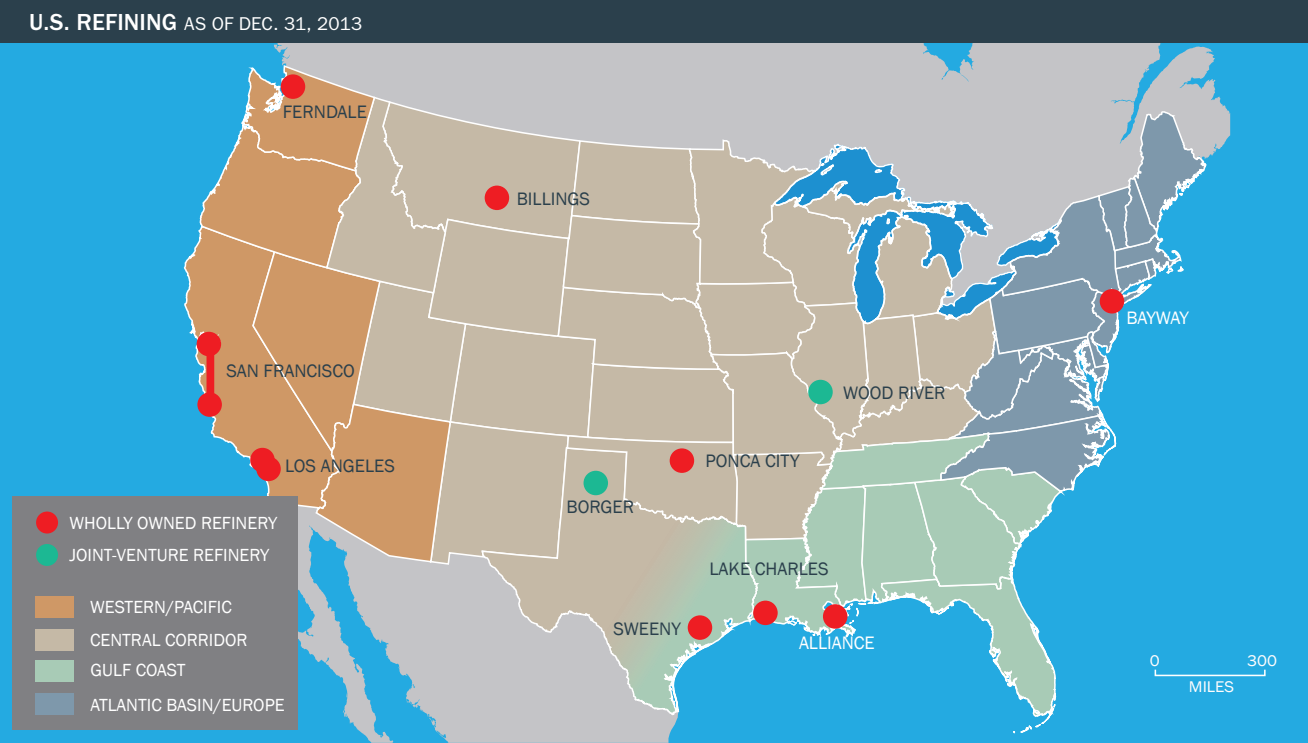 U.S. REFINING AS OF DEC. 31, 2013
FERNDALE
BILLINGS
BAYWAY
SAN FRANCISCO
WOOD RIVER
PONCA CITY
LOS ANGELES
BORGER
LAKE CHARLES
SWEENY
ALLIANCE
WHOLLY OWNED REFINERY
JOINT-VENTURE REFINERY
WESTERN/PACIFIC
CENTRAL CORRIDOR
GULF COAST
ATLANTIC BASIN/EUROPE
0 300
MILES